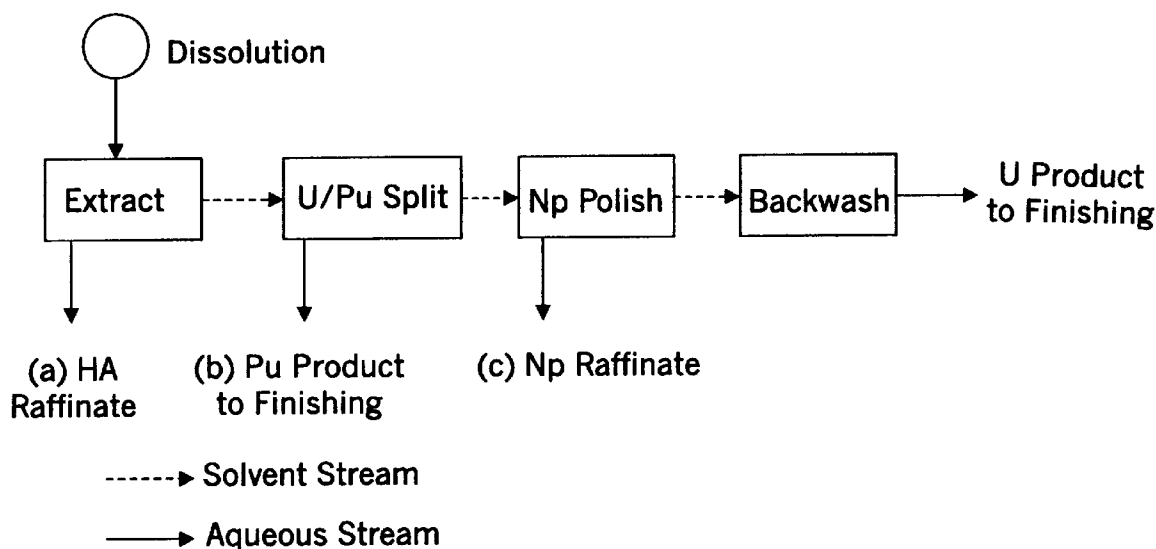 Dissolution
Extract
U/Pu Split
Np Polish
Backwash
U Product
to Finishing
(a) HA
Raffinate
(b) Pu Product
to Finishing
(c) Np Raffinate
Solvent Stream
Aqueous Stream